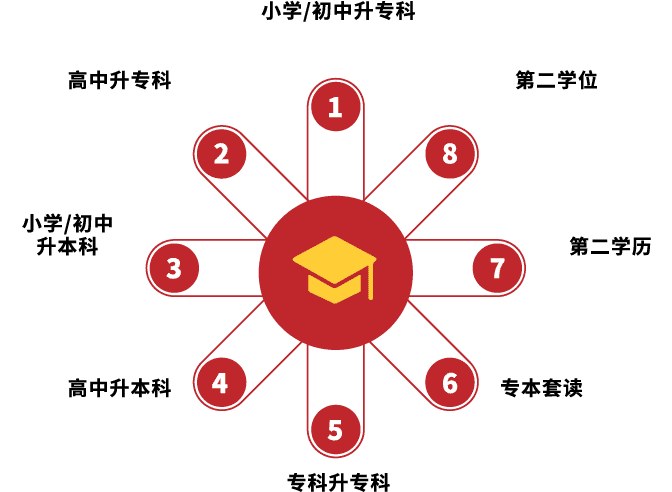 小学/初中升专科
1
高中升专科
2
小学/初中
升本科
3
高中升本科
4
5
专科升专科
6
专本套读
7
第二学历
8
第二学位